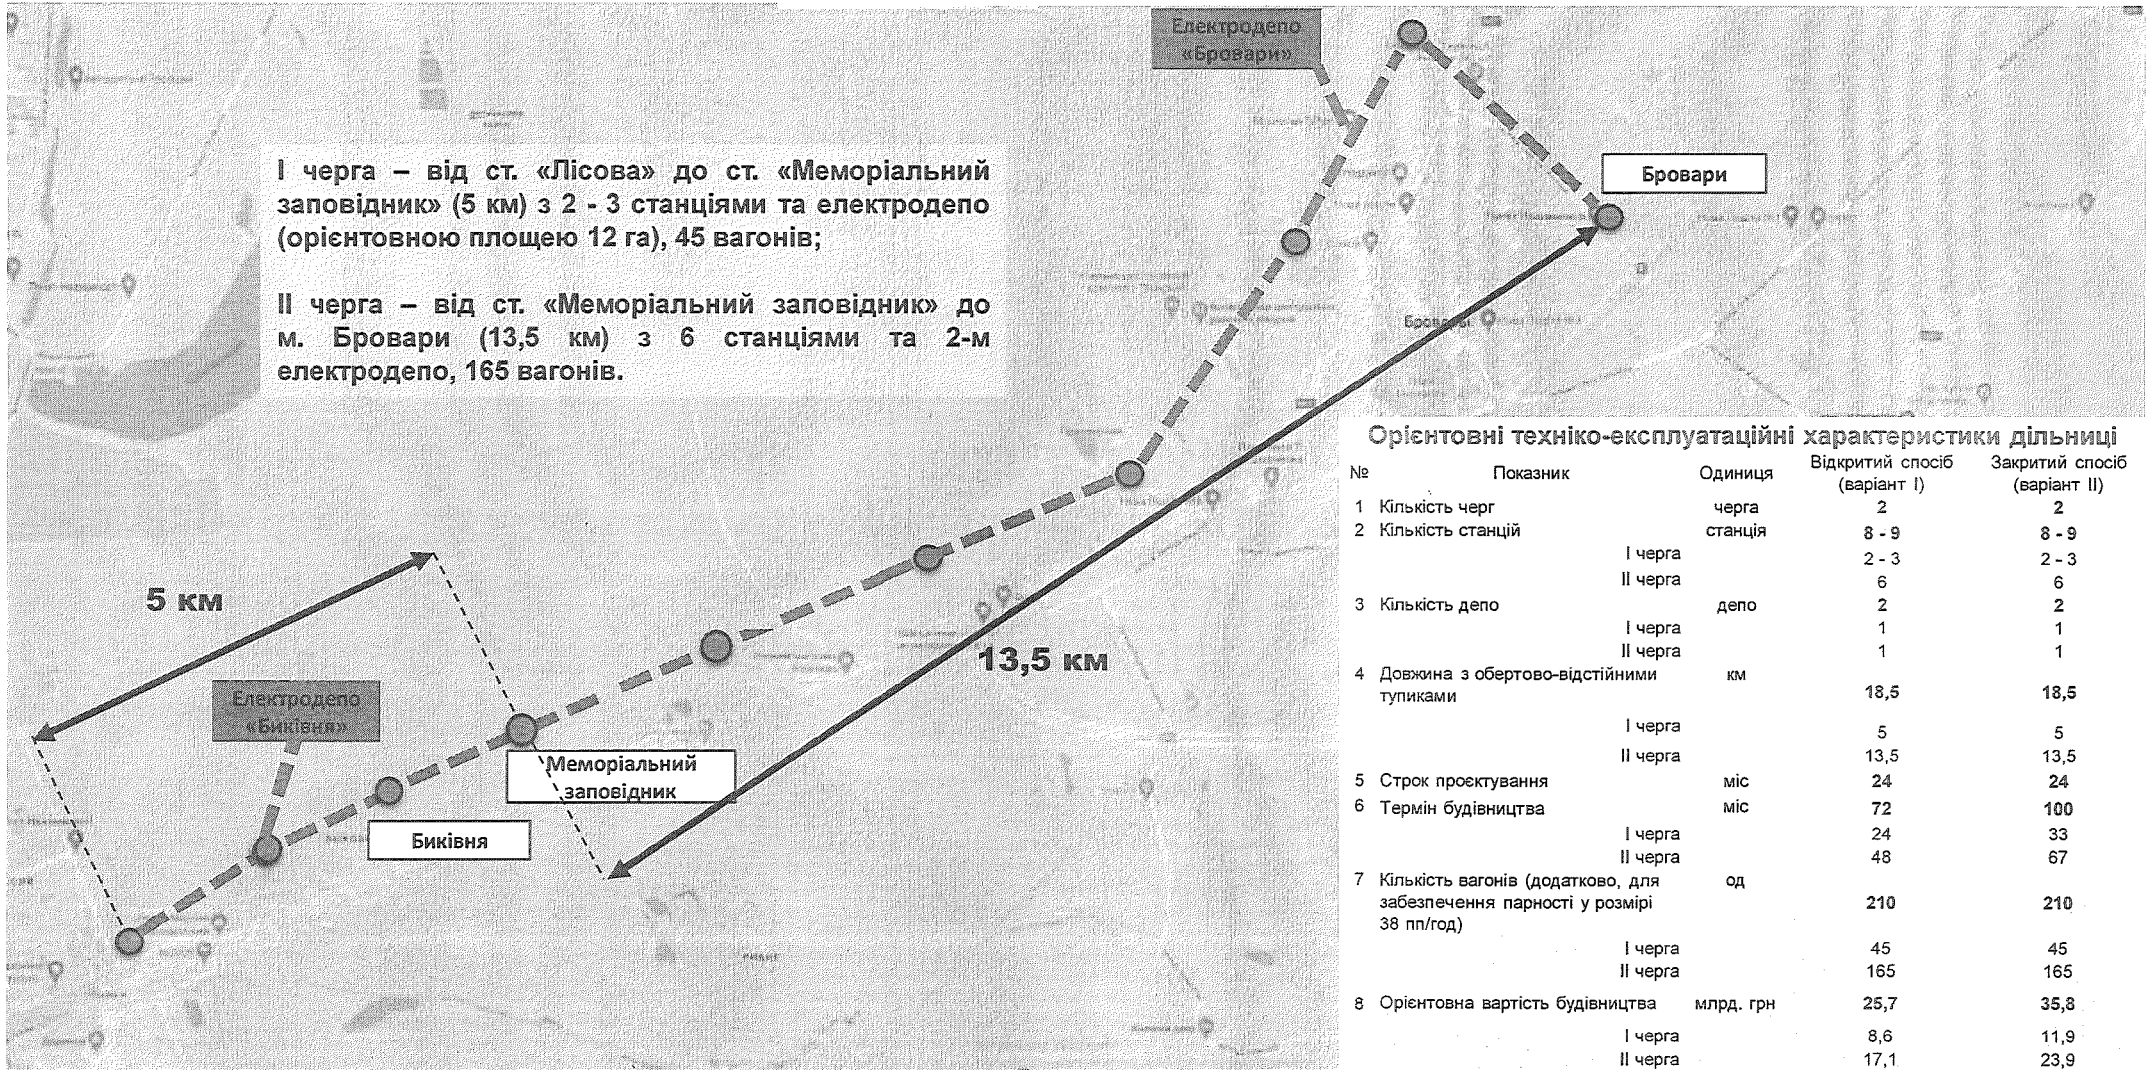 Електродепо
«Бровари»
Бровари
І черга – від ст. «Лісова» до ст. «Меморіальний
заповідник» (5 км) з 2 - 3 станціями та електродепо
(орієнтовною площею 12 га), 45 вагонів;
ІІ черга – від ст. «Меморіальний заповідник» до
м. Бровари (13,5 км) з 6 станціями та 2-м
електродепо, 165 вагонів.
Бровари
5 км
13,5 км
Електродепо
«Биківня»
Меморіальний
заповідник
Биківня
Орієнтовні техніко-експлуатаційні характеристики дільниці
№ Показник Одиниця Відкритий спосіб (варіант І) Закритий спосіб (варіант ІІ)
1 Кількість черг черга 2 2
2 Кількість станцій станція 8 - 9 8 - 9
І черга 2 - 3 2 - 3
ІІ черга 6 6
3 Кількість депо депо 2 2
І черга 1 1
ІІ черга 1 1
4 Довжина з обертово-відстійними км
тупиками 18,5 18,5
І черга 5 5
ІІ черга 13,5 13,5
5 Строк проєктування міс 24 24
6 Термін будівництва міс 72 100
І черга 24 33
ІІ черга 48 67
7 Кількість вагонів (додатково, для од
забезпечення парності у розмірі 210 210
38 пп/год)
І черга 45 45
ІІ черга 165 165
8 Орієнтовна вартість будівництва млрд. грн 25,7 35,8
І черга 8,6 11,9
ІІ черга 17,1 23,9